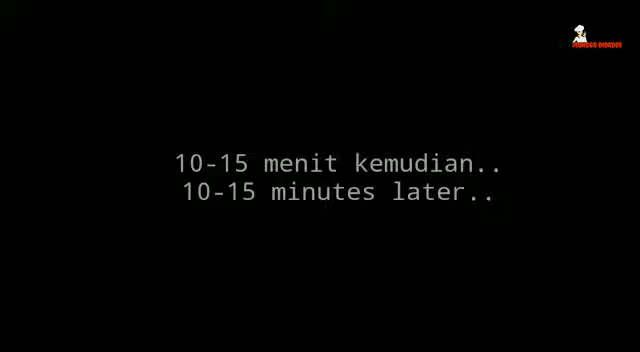 10-15 menit kemudian..
10-15 minutes later..